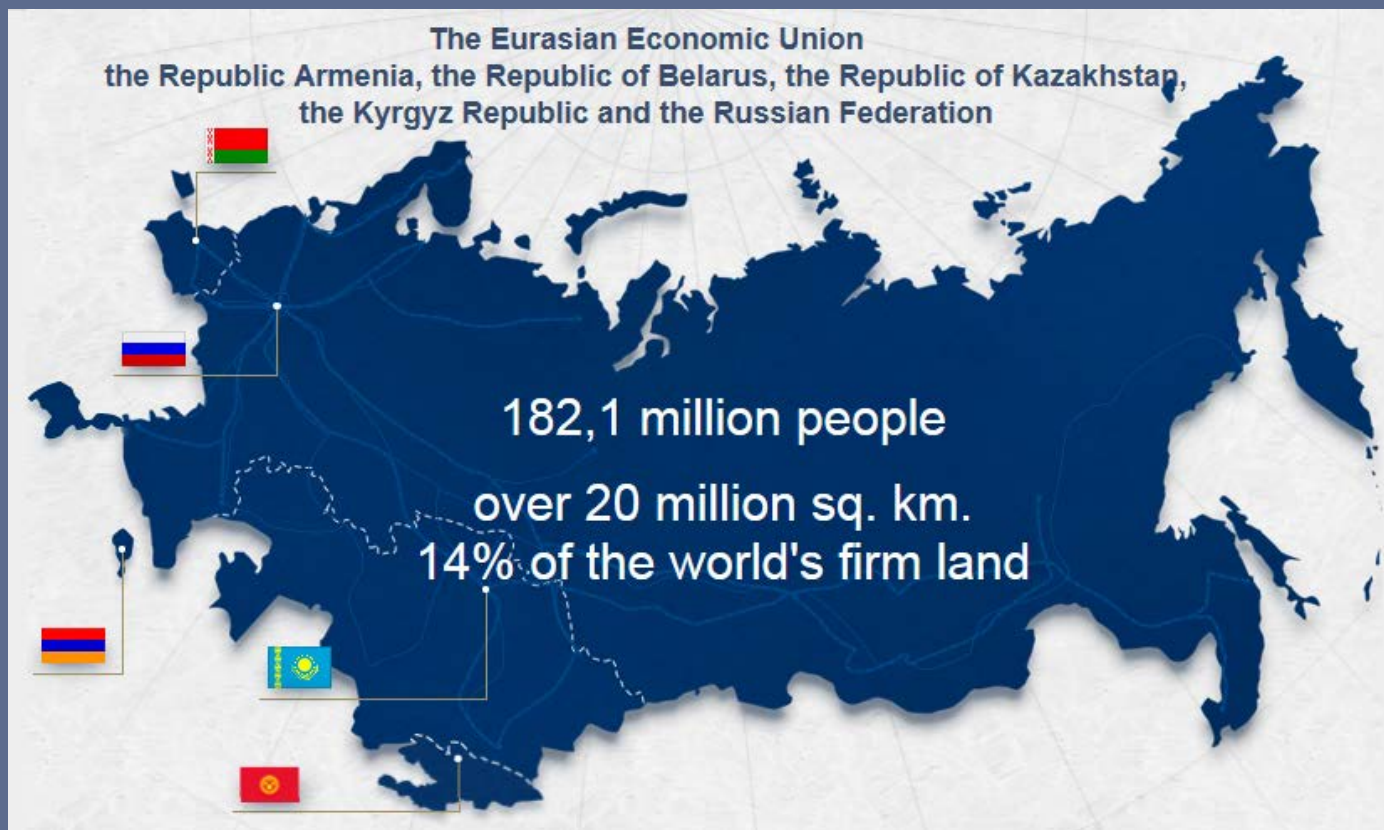 The Eurasian Economic Union
the Republic Armenia, the Republic of Belarus, the Republic of Kazakhstan,
the Kyrgyz Republic and the Russian Federation
182,1 million people
over 20 million sq. km.
14% of the world's firm land